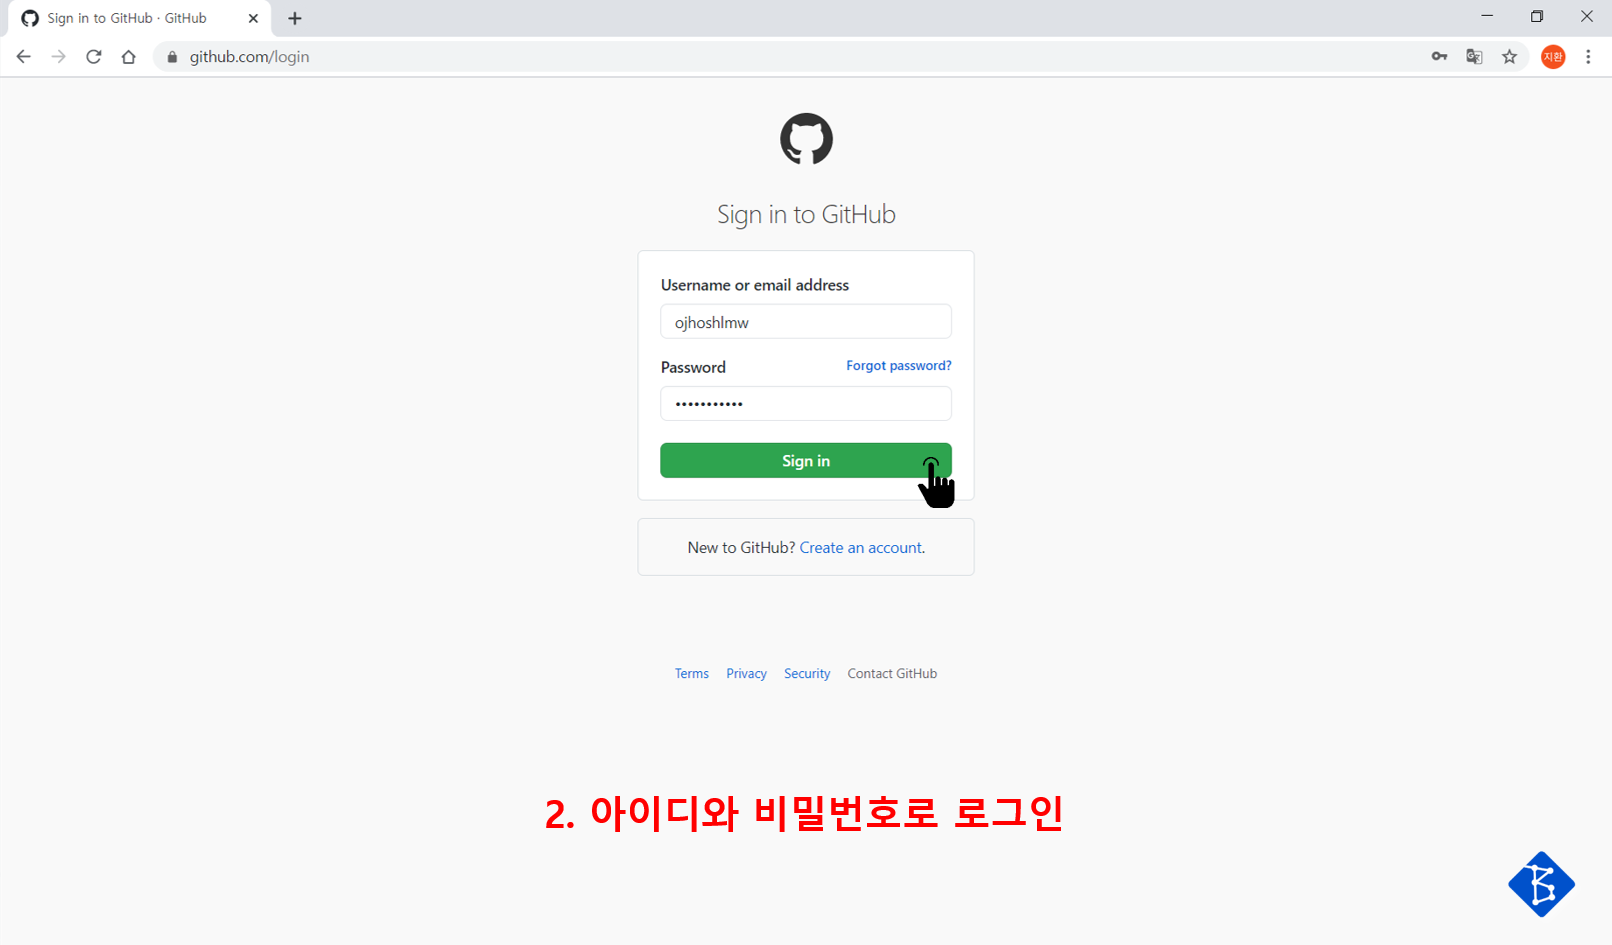 Sign in to GitHub · GitHub
github.com/login
지환
Sign in to GitHub
Username or email address
ojhoshlmw
Password Forgot password?
•••••••••••
Sign in
New to GitHub? Create an account.
Terms Privacy Security Contact GitHub
2. 아이디와 비밀번호로 로그인